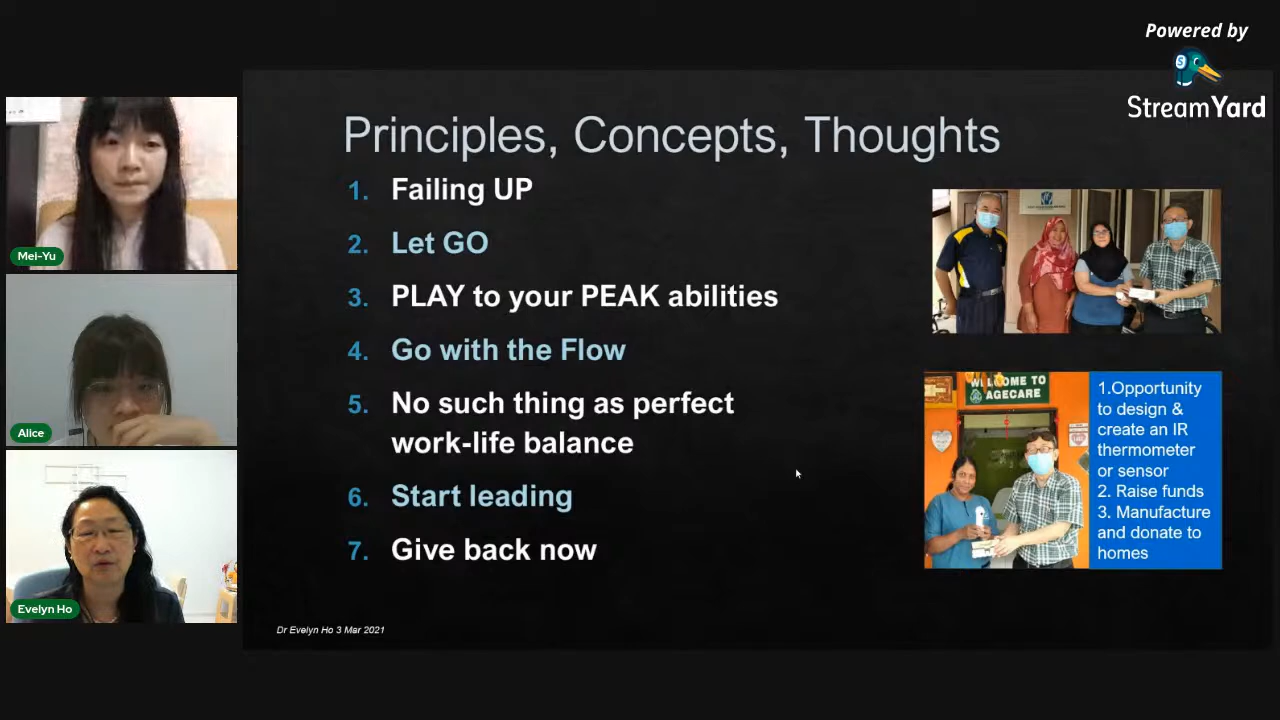 Powered by
StreamYard
Principles, Concepts, Thoughts
1. Failing UP
2. Let GO
3. PLAY to your PEAK abilities
4. Go with the Flow
5. No such thing as perfect
work-life balance
6. Start leading
7. Give back now
WELCOME TO
AGECARE
1.Opportunity
to design &
create an IR
thermometer
or sensor
2. Raise funds
3. Manufacture
and donate to
homes
Dr Evelyn Ho 3 Mar 2021
Mei-Yu
Alice
Evelyn Ho